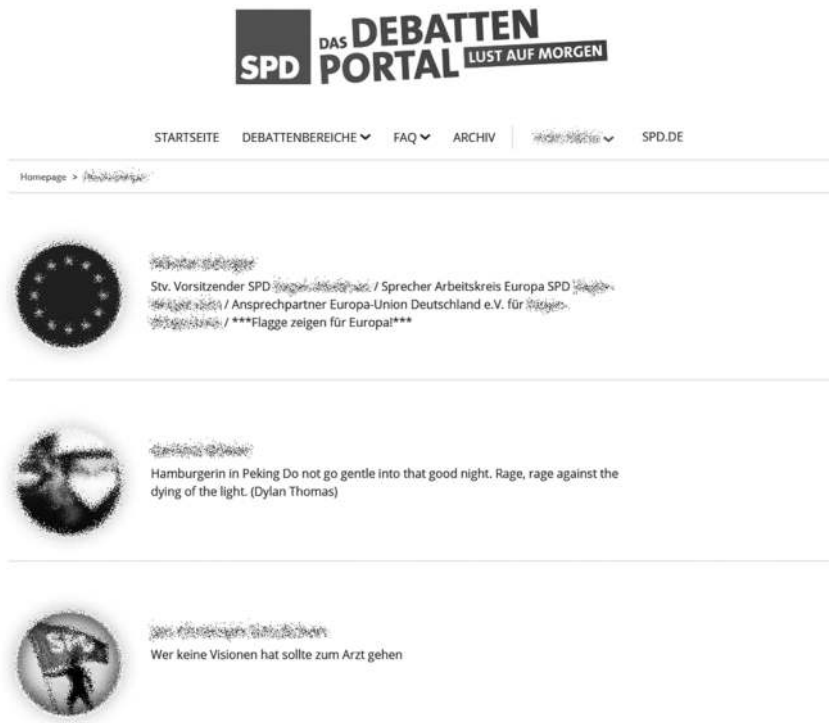 SPD DAS DEBATTEN
PORTAL LUST AUF MORGEN
STARTSEITE DEBATTENBEREICHE FAQ ARCHIV SPD.DE
Homepage >
Stv. Vorsitzender SPD / Sprecher Arbeitskreis Europa SPD
/ Ansprechpartner Europa-Union Deutschland e.V. für
/ ***Flagge zeigen für Europa!***
Hamburgerin in Peking Do not go gentle into that good night. Rage, rage against the
dying of the light. (Dylan Thomas)
SPD
Wer keine Visionen hat sollte zum Arzt gehen